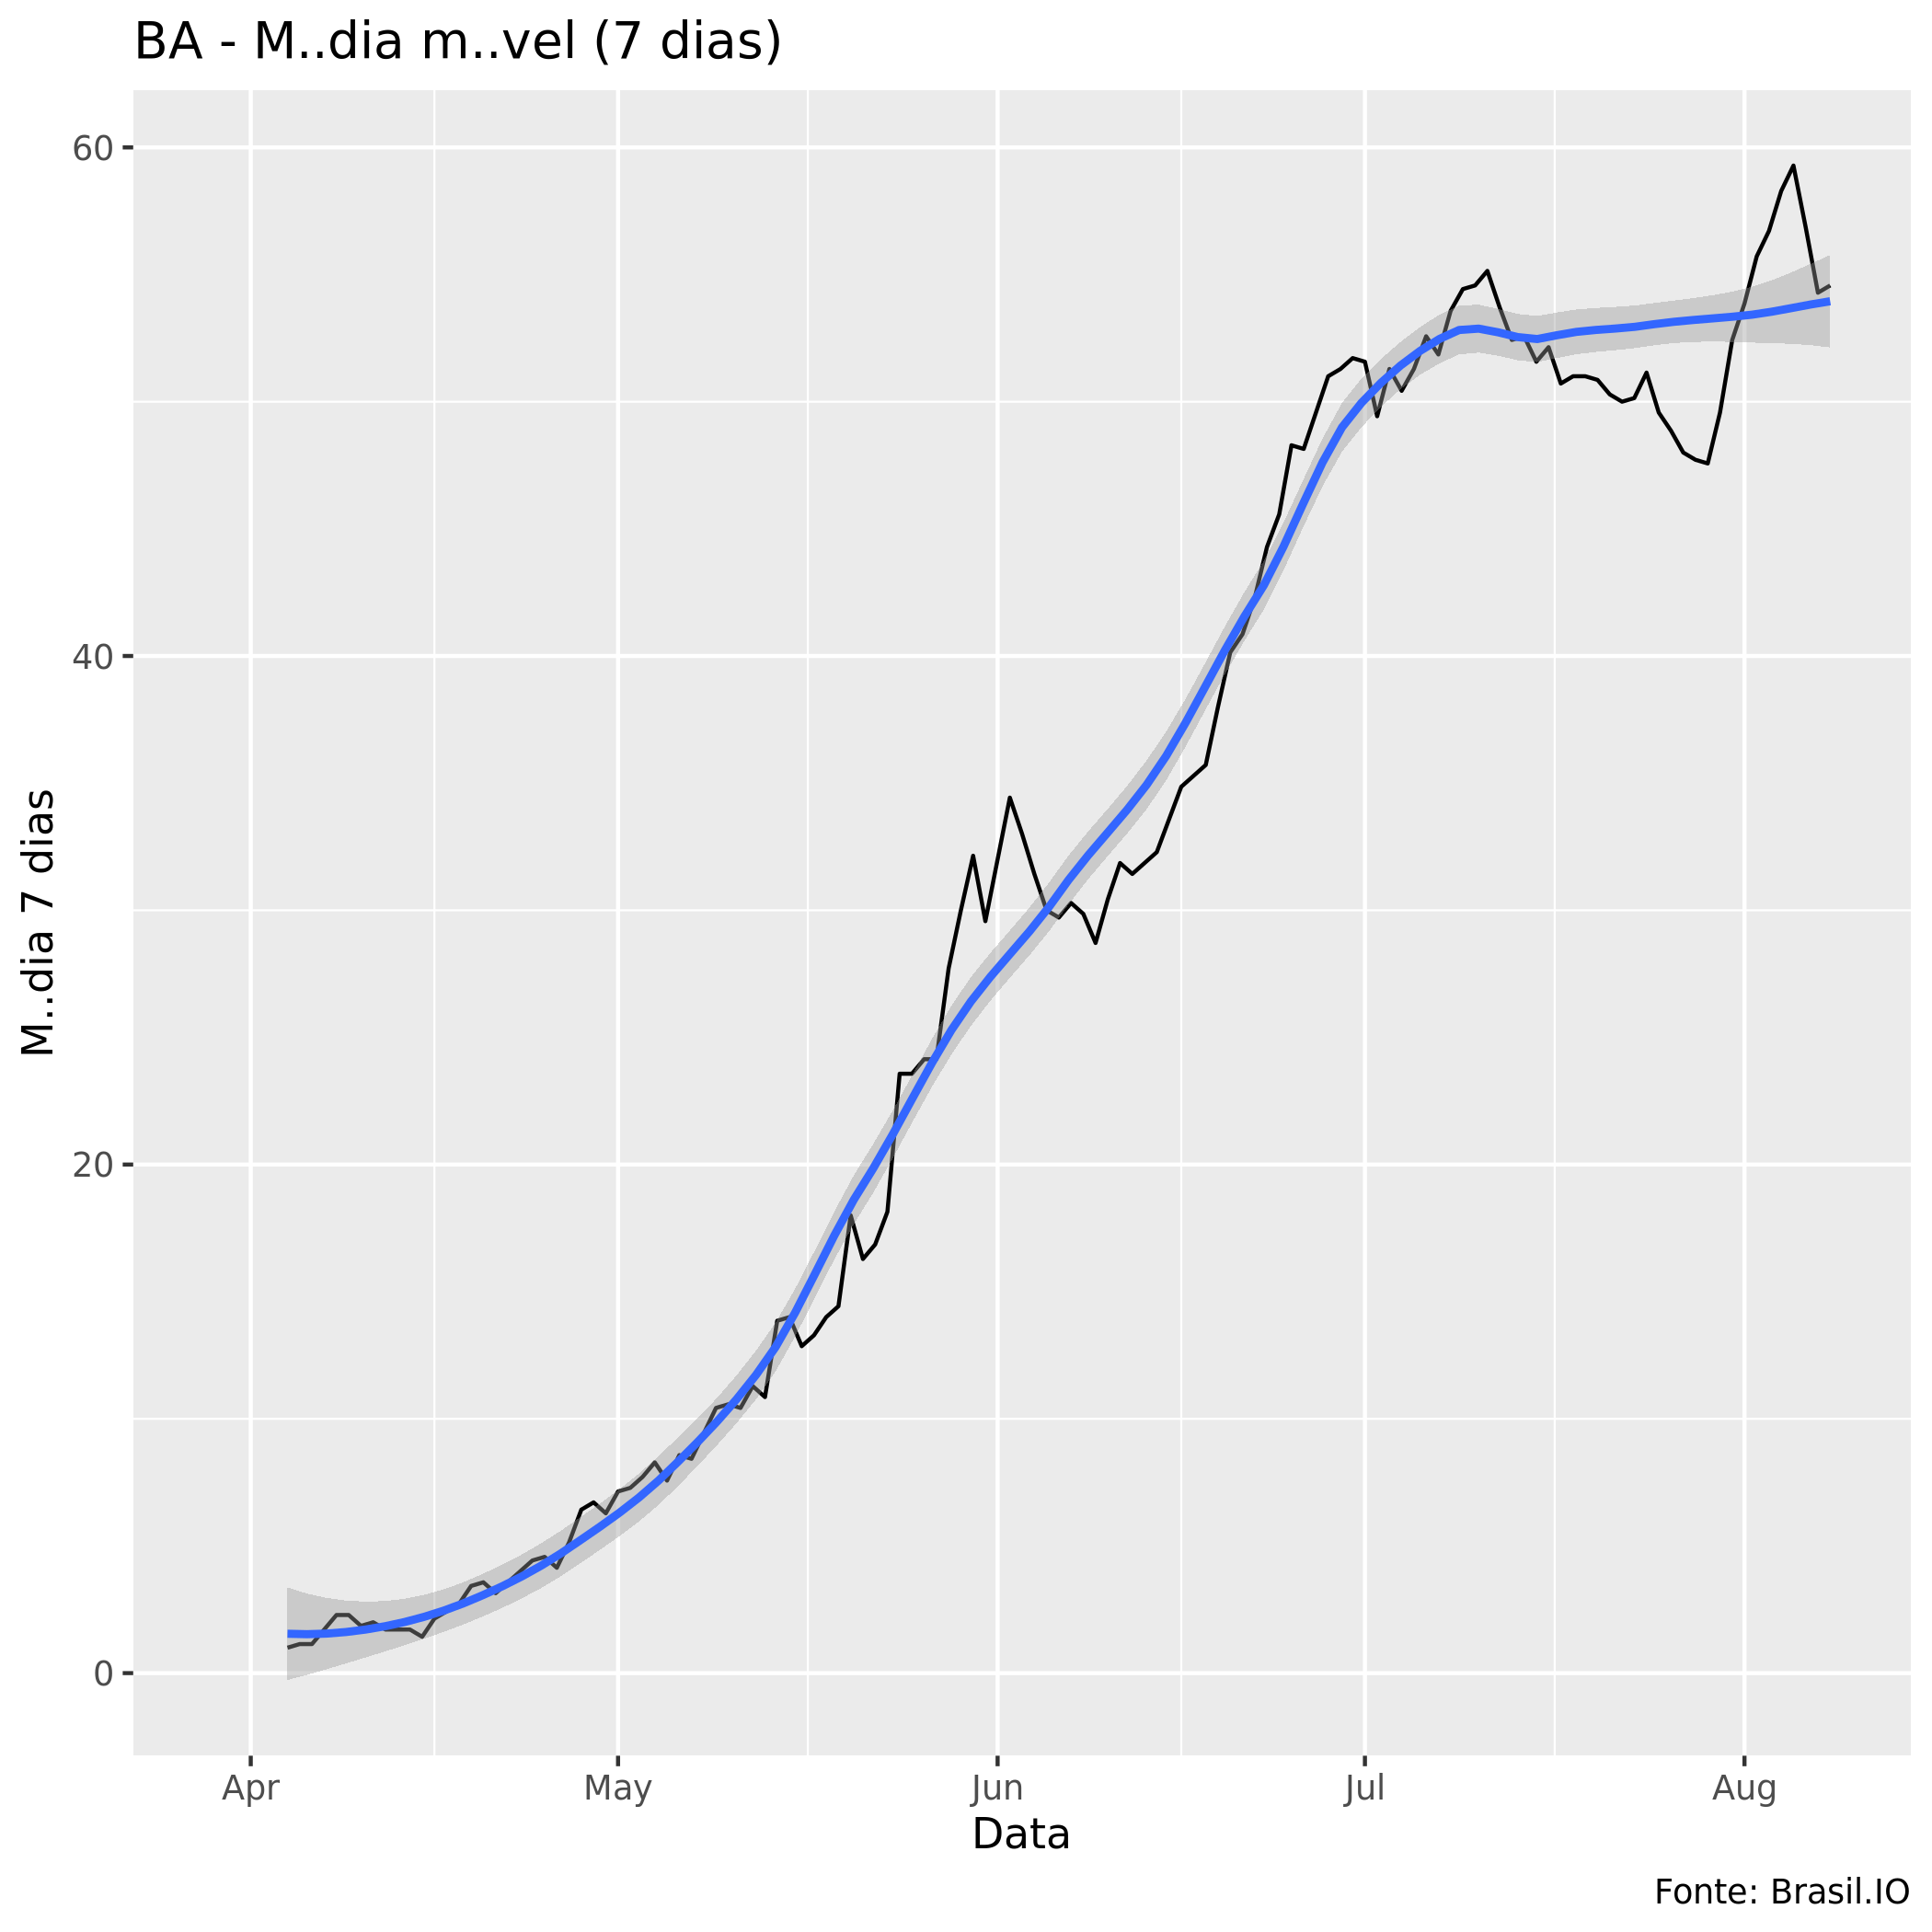 BA - M..dia m..vel (7 dias)
M..dia 7 dias
60
40
20
0
Apr
May
Jun
Jul
Aug
Data
Fonte: Brasil.IO